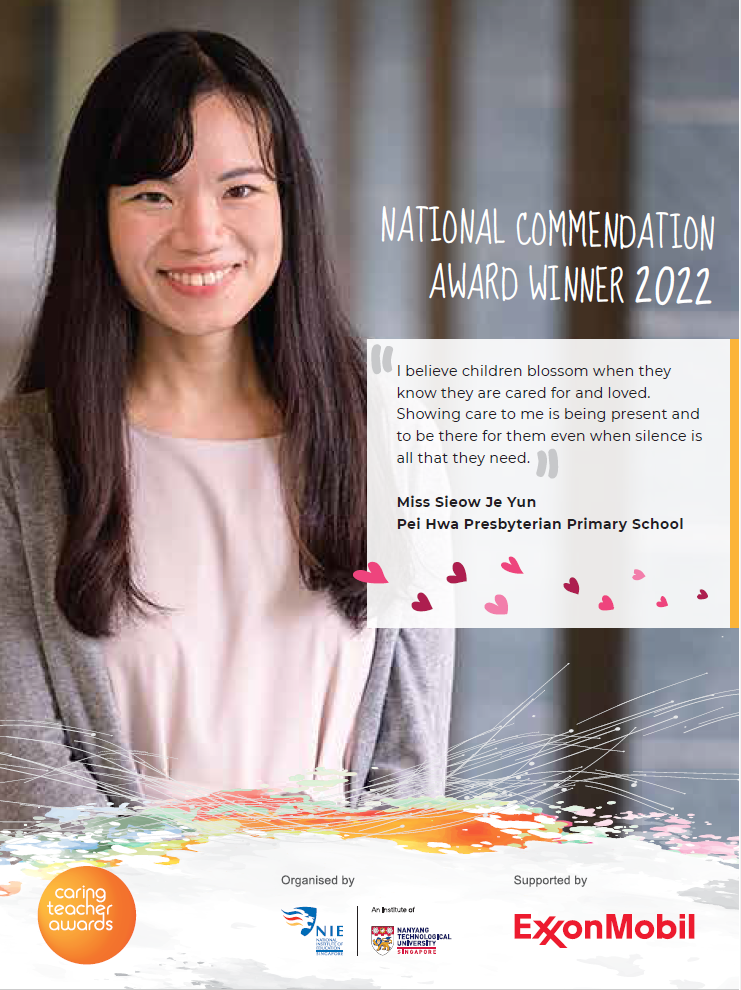 NATIONAL COMMENDATION
AWARD WINNER 2022
"I believe children blossom when they
know they are cared for and loved.
Showing care to me is being present and
to be there for them even when silence is
all that they need."
Miss Sieow Je Yun
Pei Hwa Presbyterian Primary School
caring
teacher
awards
Organised by
NIE
NATIONAL
INSTITUTE OF
EDUCATION
SINGAPORE
An Institute of
NANYANG
TECHNOLOGICAL
UNIVERSITY
SINGAPORE
Supported by
ExxonMobil